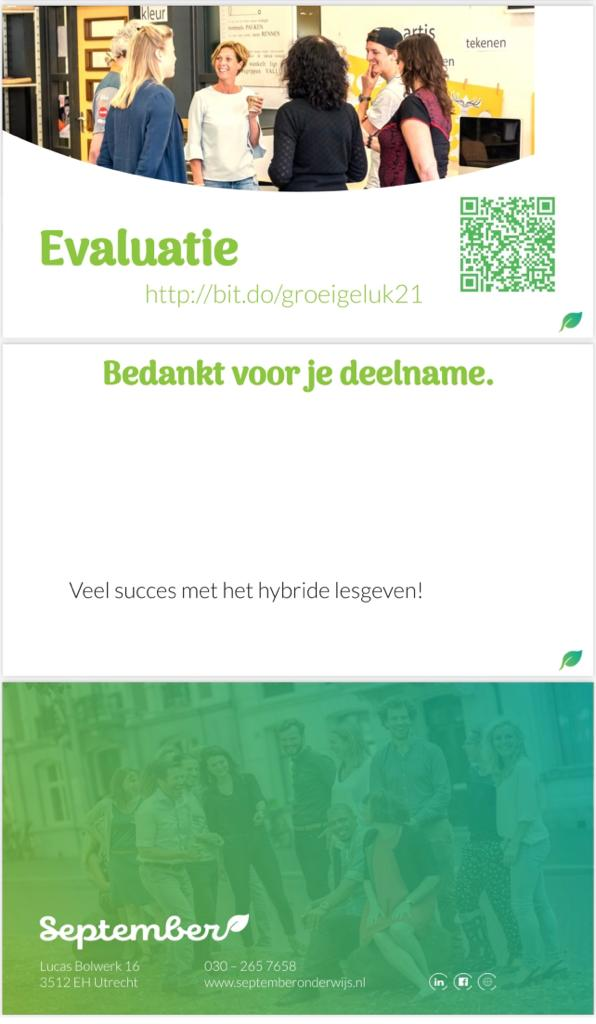 kleur
artis
tekenen
Evaluatie
http://bit.do/groeigeluk21
Bedankt voor je deelname.
Veel succes met het hybride lesgeven!
September
Lucas Bolwerk 16
3512 EH Utrecht
030 – 265 7658
www.septemberonderwijs.nl